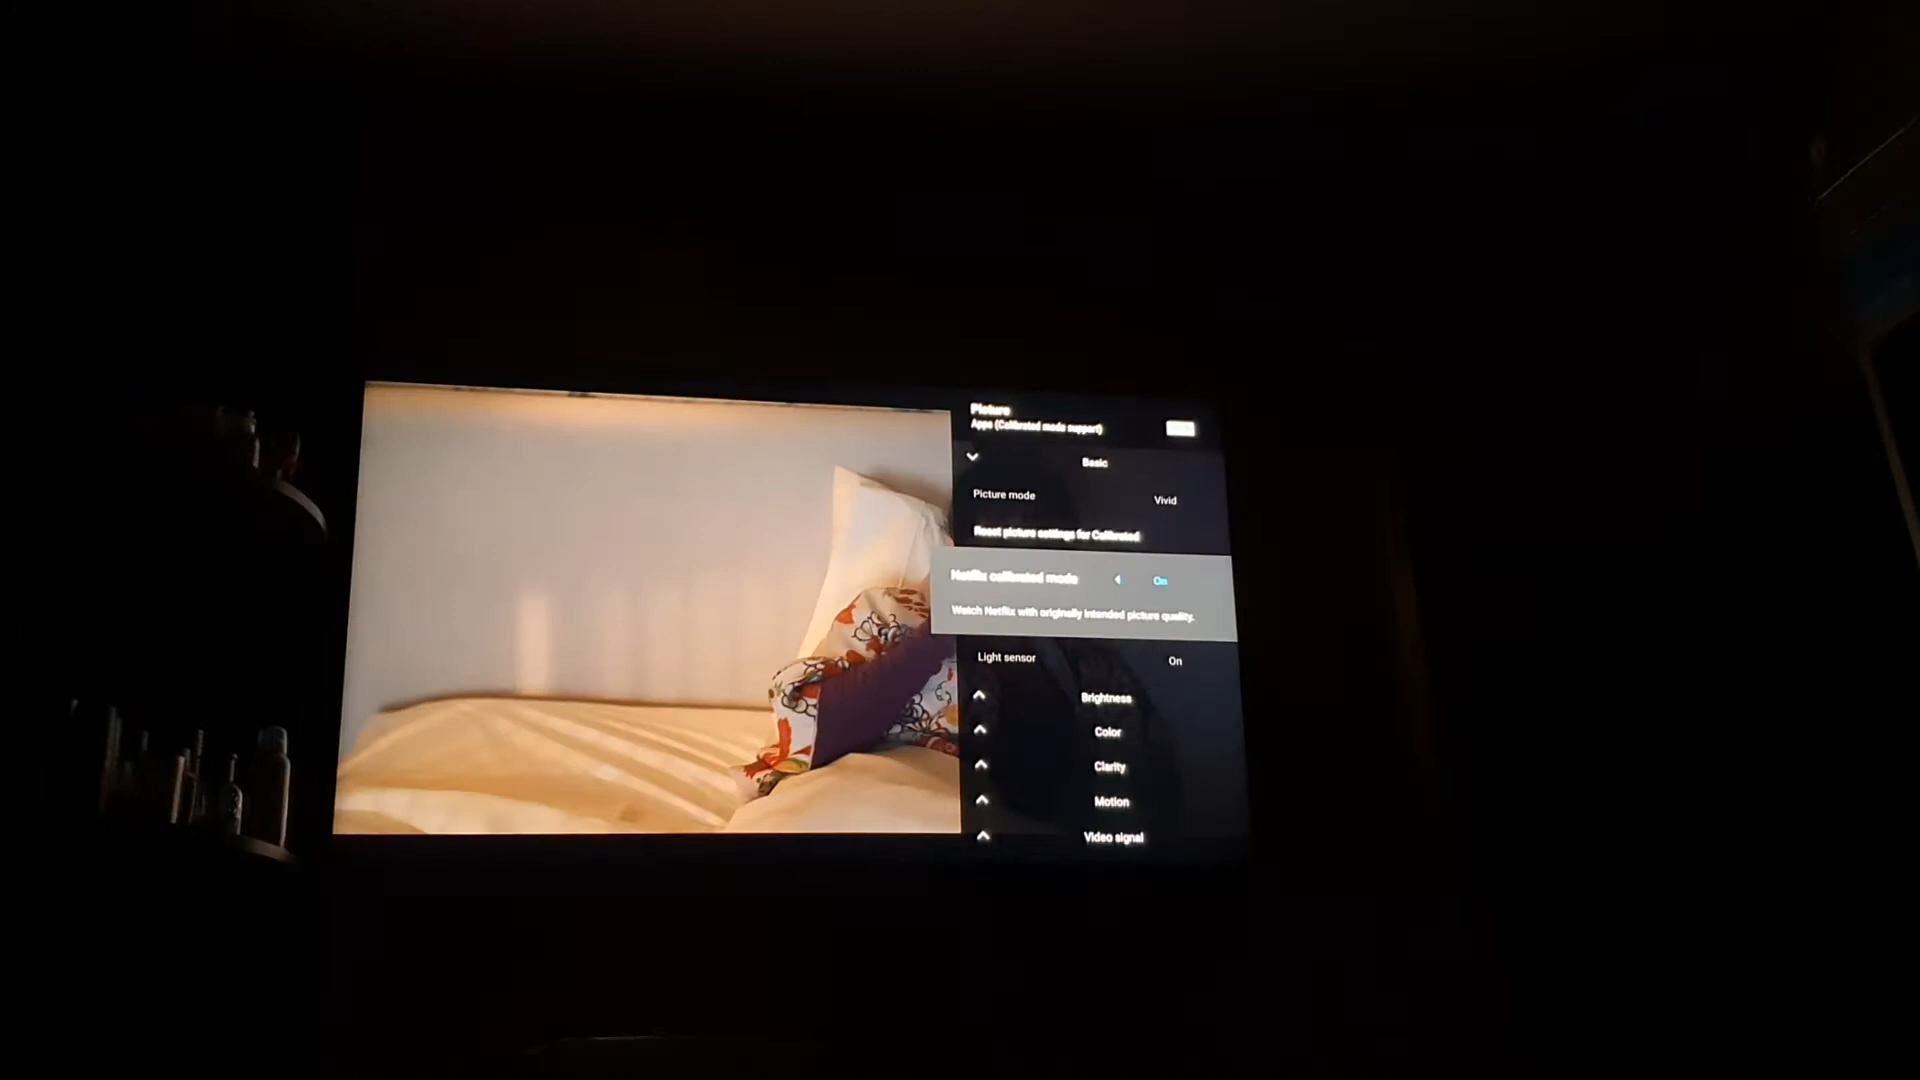 Picture
Apps (Calibrated mode support)
Basic
Picture mode Vivid
Reset picture settings for Calibrated
Netflix calibrated mode On
Watch Netflix with originally intended picture quality.
Light sensor On
Brightness
Color
Clarity
Motion
Video signal